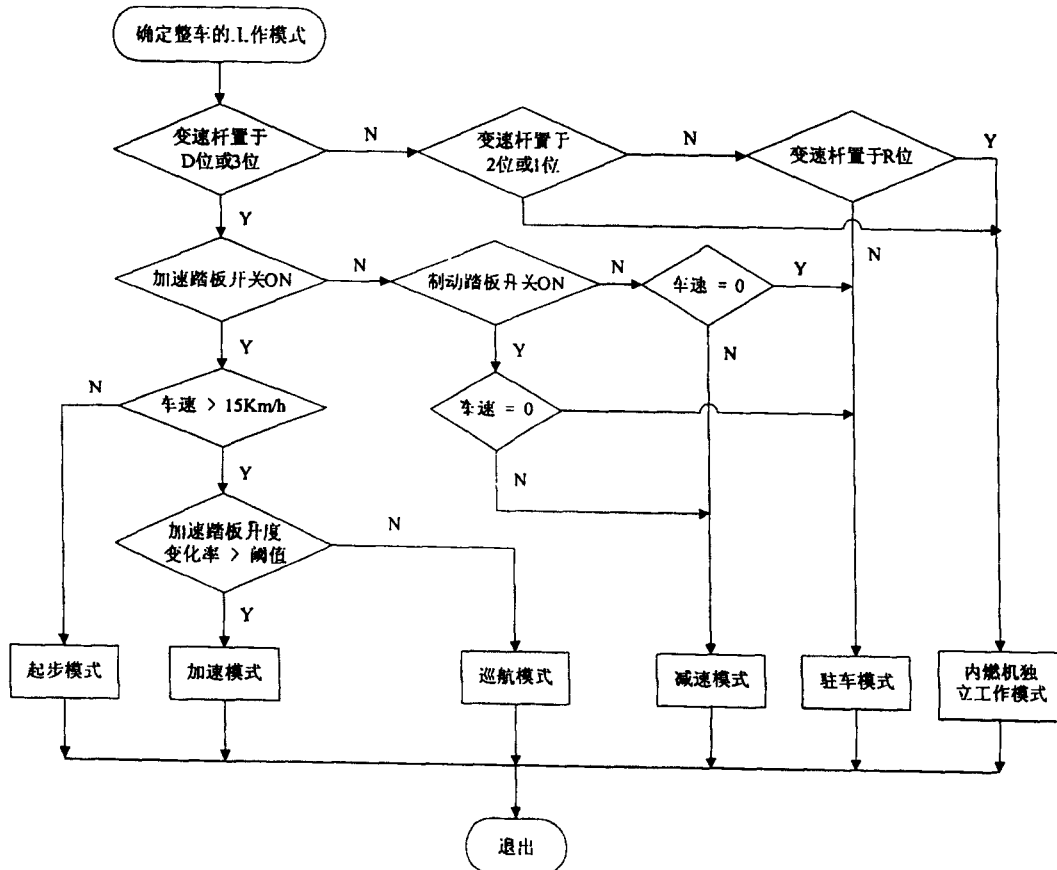 确定整车的工作模式
变速杆置于
D位或3位
N
变速杆置于
2位或1位
N
变速杆置于R位
Y
Y
N
加速踏板开关ON
N
制动踏板开关ON
N
车速 = 0
Y
Y
Y
N
N
车速 > 15Km/h
车速 = 0
Y
N
加速踏板开度
变化率 > 阈值
N
Y
起步模式
加速模式
巡航模式
减速模式
驻车模式
内燃机独
立工作模式
退出